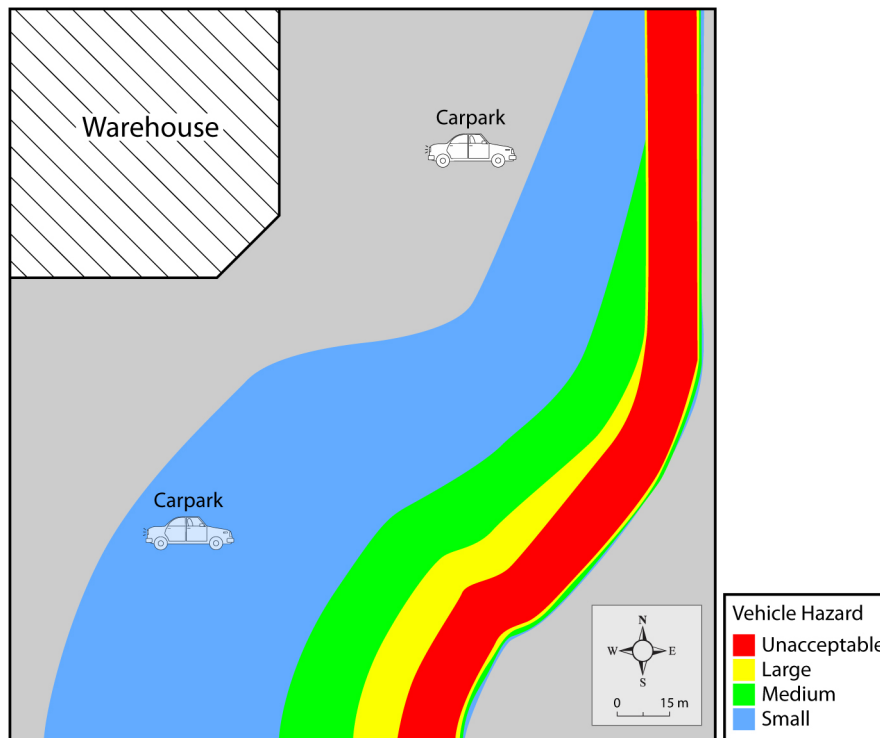 Warehouse
Carpark
Carpark
N
W E
S
0 15 m
Vehicle Hazard
Unacceptable
Large
Medium
Small